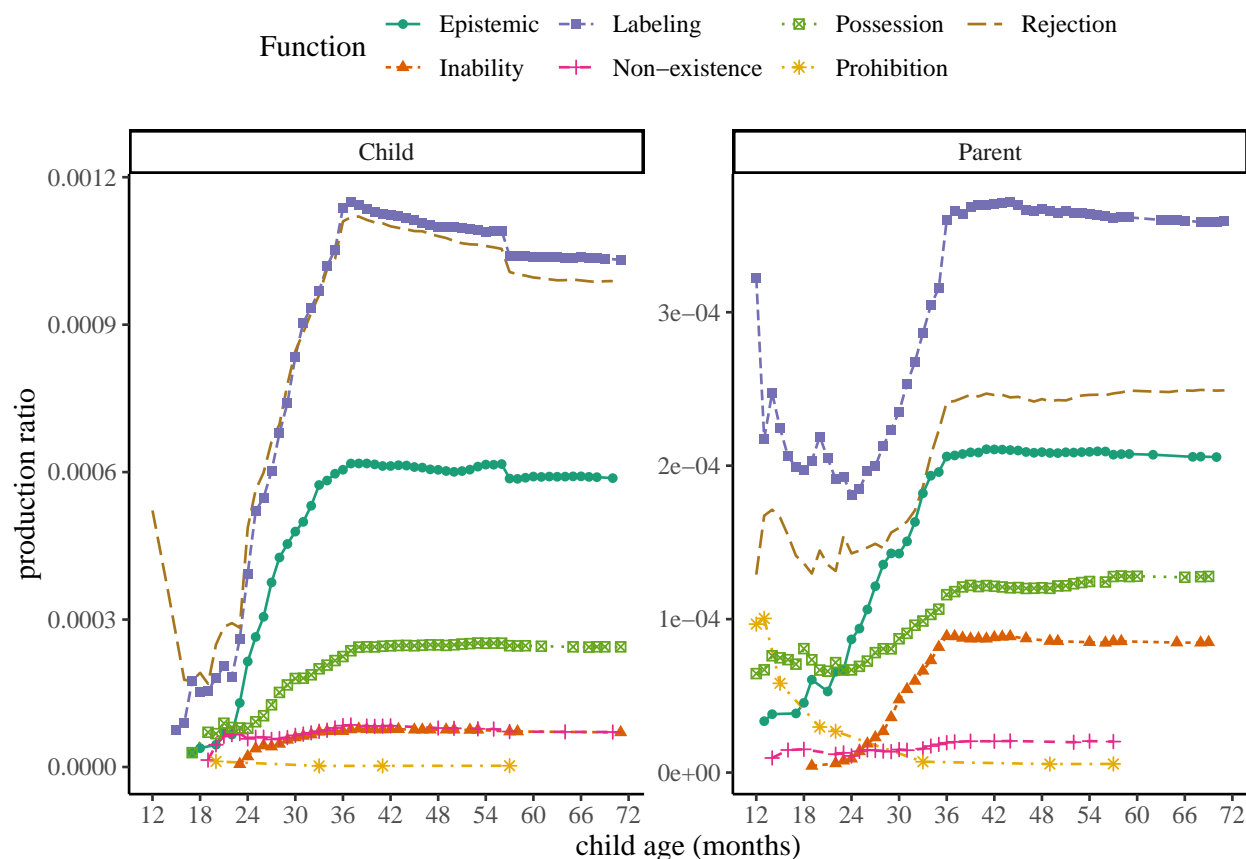 Function
Epistemic Labeling Possession Rejection
Inability Non−existence Prohibition
Child Parent
production ratio
0.0012
0.0009
0.0006
0.0003
0.0000
3e−04
2e−04
1e−04
0e+00
12 18 24 30 36 42 48 54 60 66 72
12 18 24 30 36 42 48 54 60 66 72
child age (months)